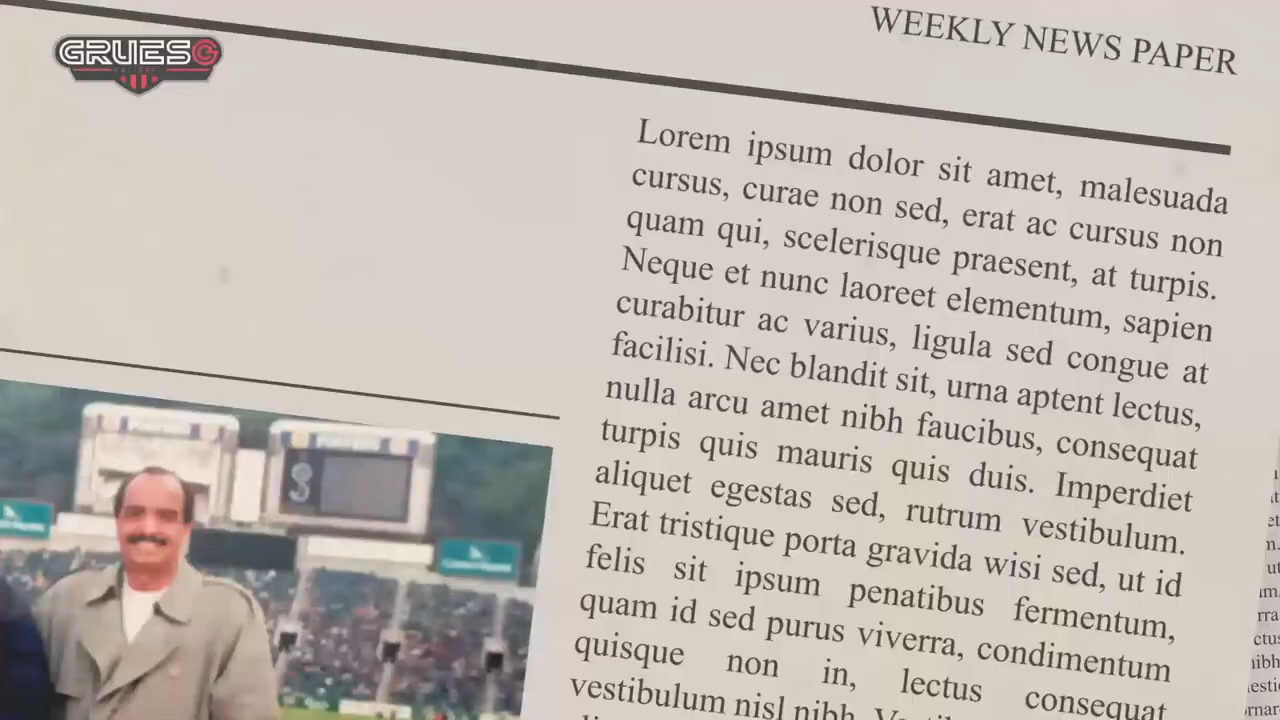 GRUESG
WEEKLY NEWS PAPER
Lorem ipsum dolor sit amet, malesuada
cursus, curae non sed, erat ac cursus non
quam qui, scelerisque praesent, at turpis.
Neque et nunc laoreet elementum, sapien
curabitur ac varius, ligula sed congue at
facilisi. Nec blandit sit, urna aptent lectus,
nulla arcu amet nibh faucibus, consequat
turpis quis mauris quis duis. Imperdiet
aliquet egestas sed, rutrum vestibulum.
Erat tristique porta gravida wisi sed, ut id
felis sit ipsum penatibus fermentum,
quam id sed purus viverra, condimentum
quisque non in, lectus consequat
vestibulum nisl nibh.